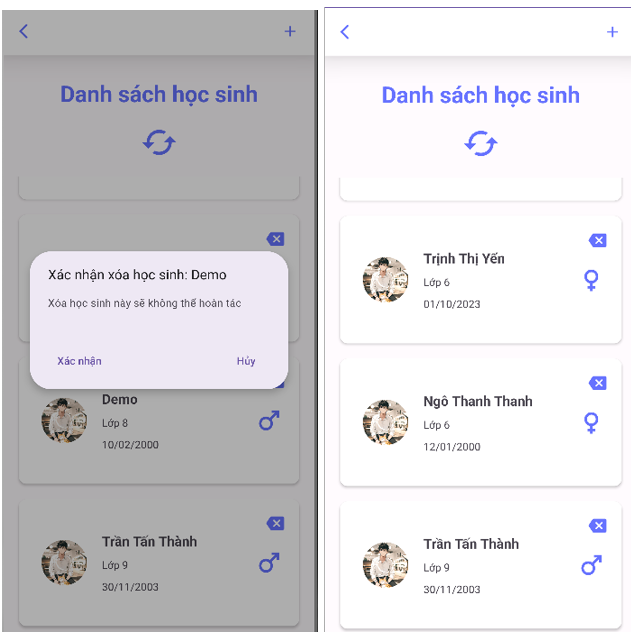 Danh sách học sinh
Xác nhận xóa học sinh: Demo
Xóa học sinh này sẽ không thể hoàn tác
Xác nhận
Hủy
Demo
Lớp 8
10/02/2000
Trần Tấn Thành
Lớp 9
30/11/2003
Danh sách học sinh
Trịnh Thị Yến
Lớp 6
01/10/2023
Ngô Thanh Thanh
Lớp 6
12/01/2000
Trần Tấn Thành
Lớp 9
30/11/2003